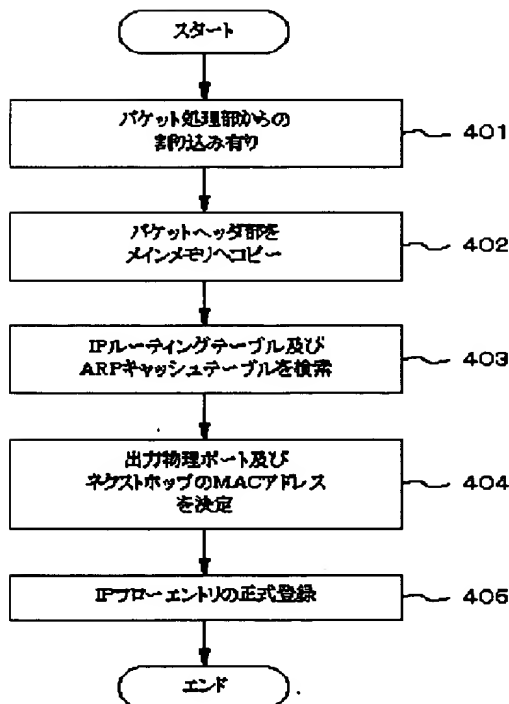 スタート
パケット処理部からの
割り込み有り
401
パケットヘッダ部を
メインメモリへコピー
402
IPルーティングテーブル及び
ARPキャッシュテーブルを検索
403
出力物理ポート及び
ネクストホップのMACアドレス
を決定
404
IPフローエントリの正式登録
405
エンド